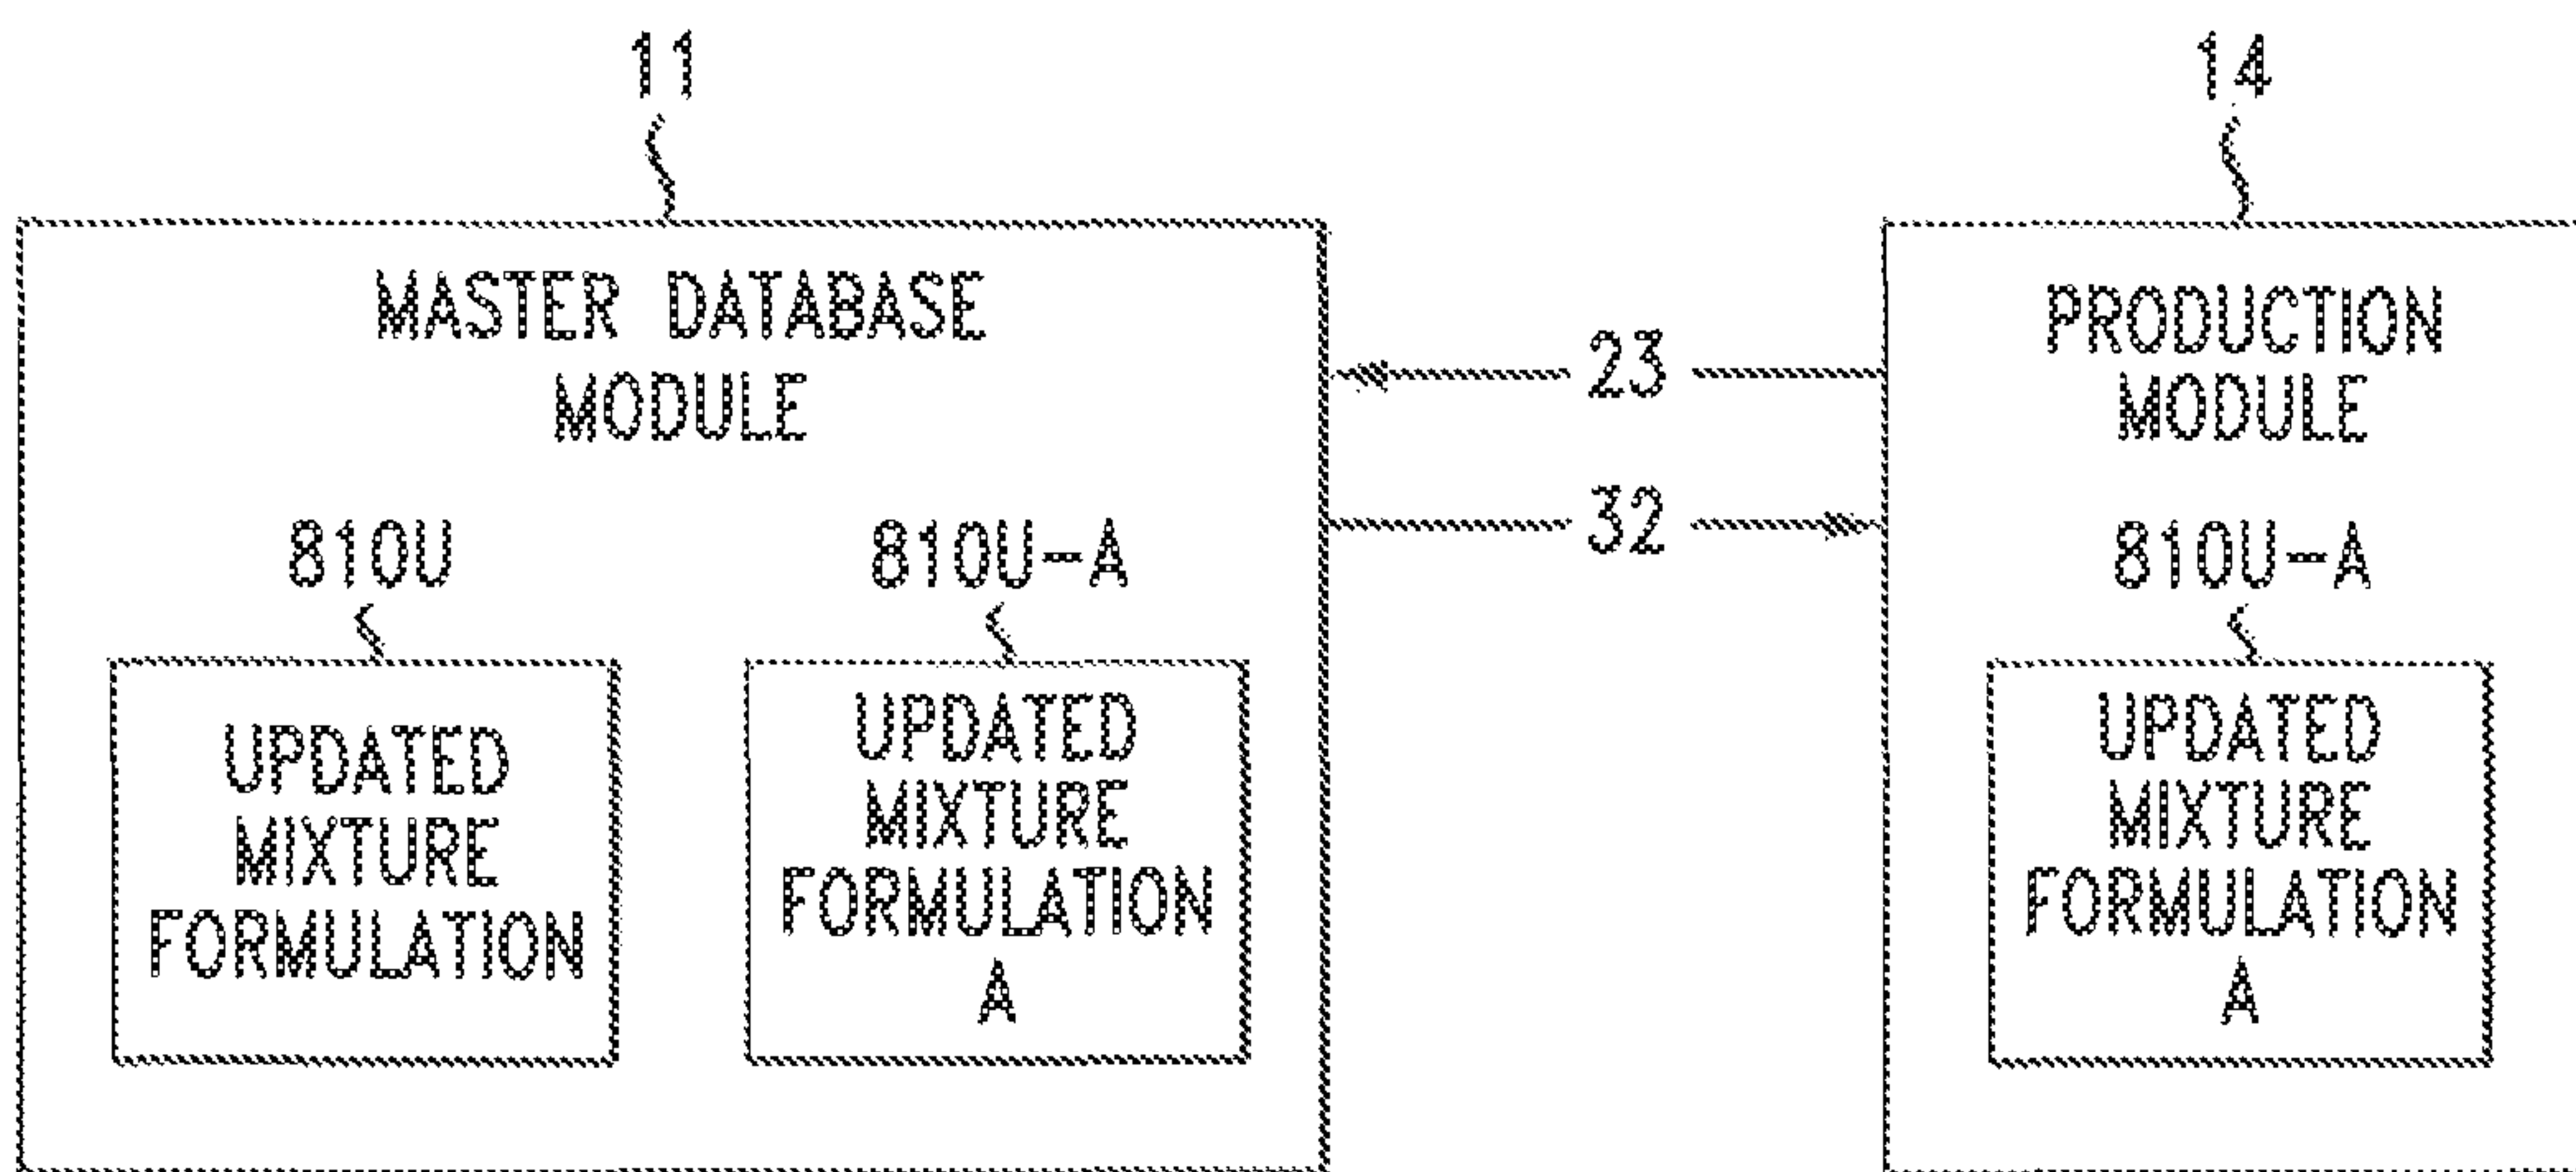 11
14
MASTER DATABASE
MODULE
PRODUCTION
MODULE
23
32
810U
810U-A
810U-A
UPDATED
MIXTURE
FORMULATION
UPDATED
MIXTURE
FORMULATION
A
UPDATED
MIXTURE
FORMULATION
A